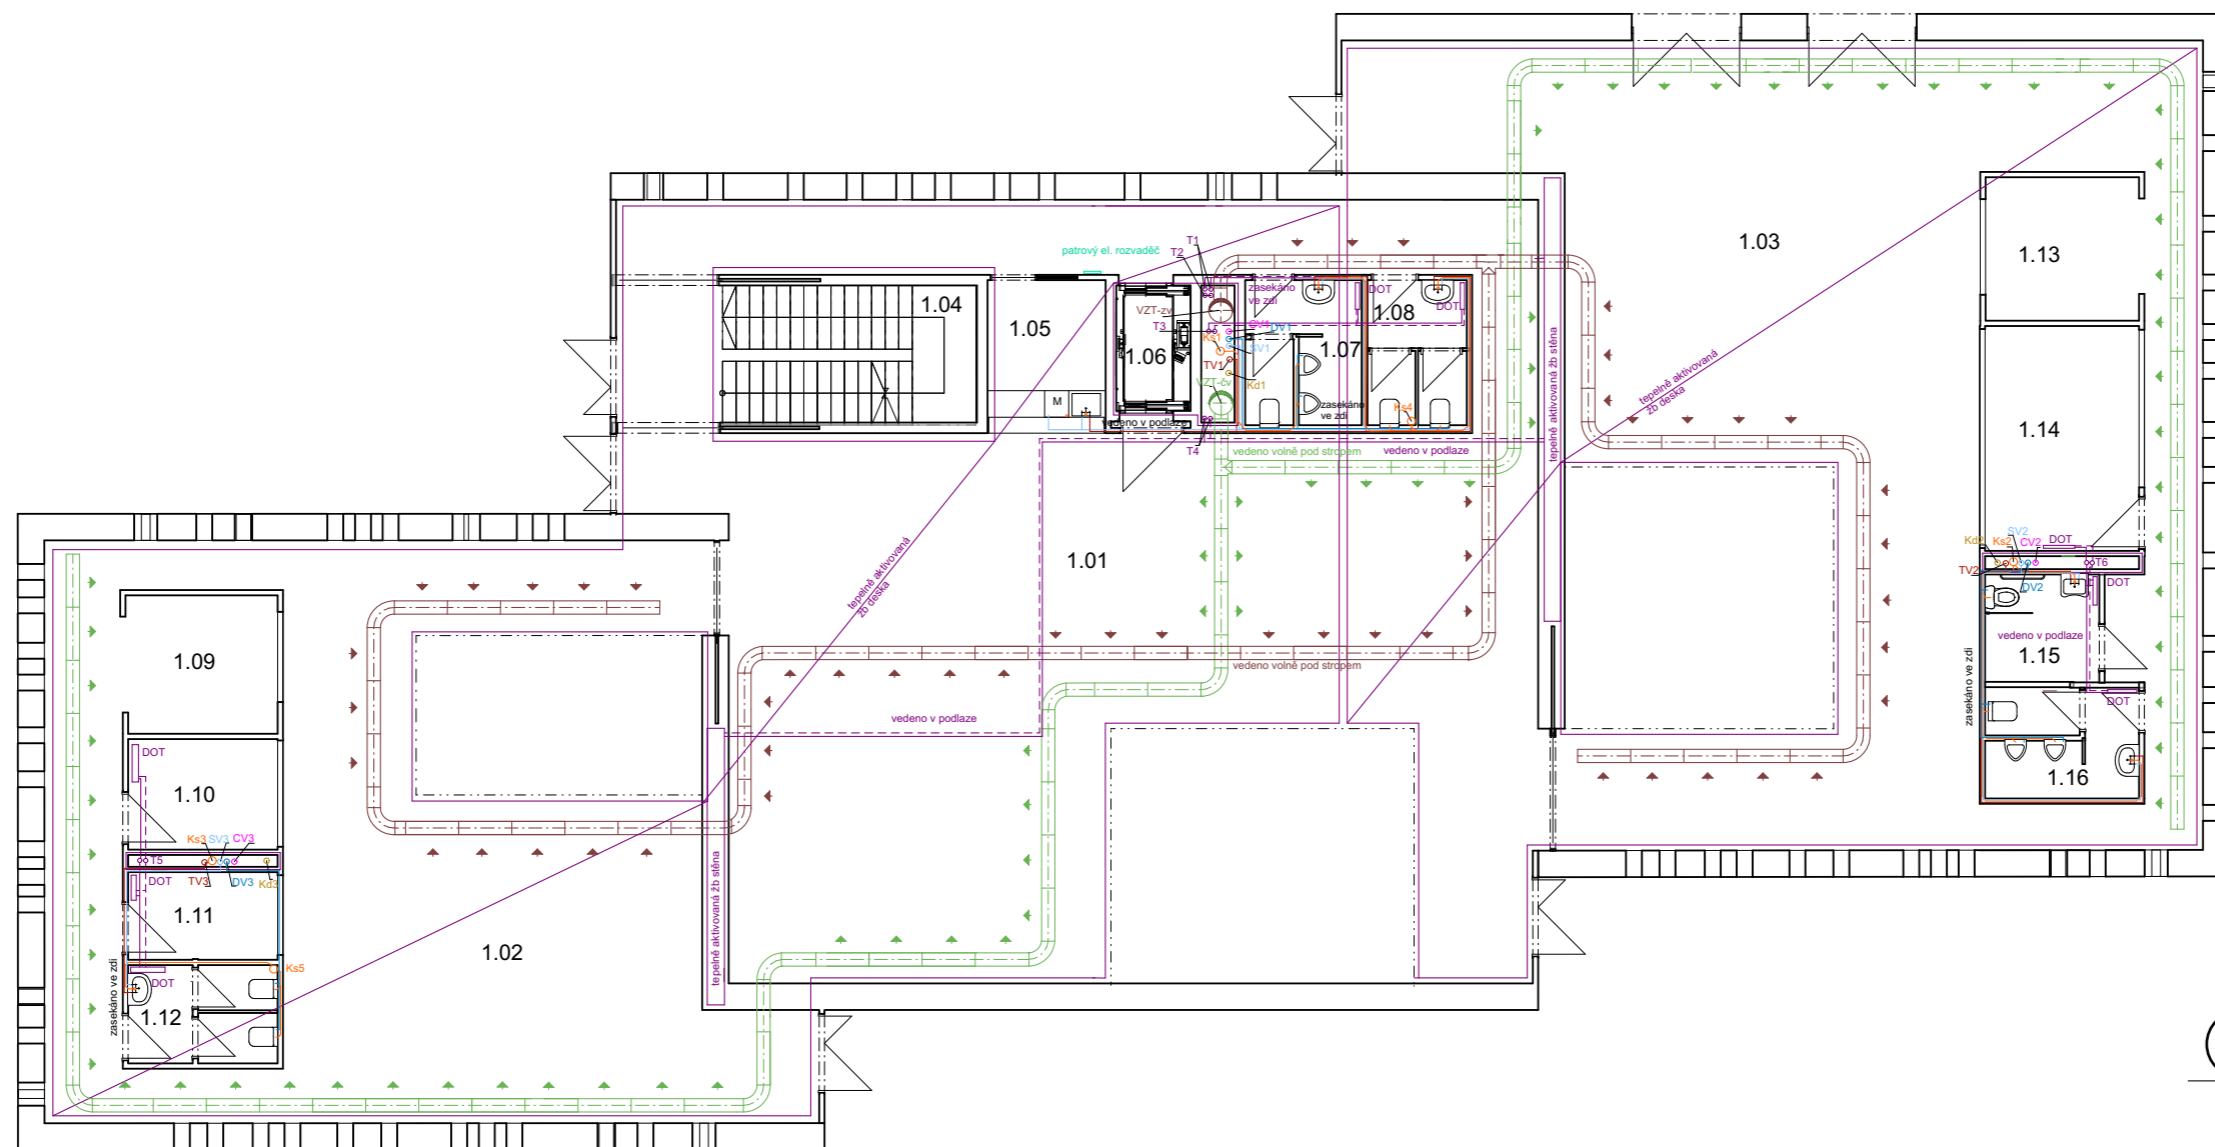 1.03
1.13
patrový el. rozvaděč
T1
T2
1.04
1.05
VZT-zv
zasekáno
ve zdi
DOT
1.08
DOT
T3
CV1
DV1
Ks1
SV1
1.06
1.07
TV1
Kd1
VZT-čv
M
zasekáno
ve zdi
Ks4
vedeno v podlaze
T4
vedeno volně pod stropem
vedeno v podlaze
tepelně aktivovaná žb stěna
tepelně aktivovaná
žb deska
1.14
SV2
Kd2
Ks2
CV2
DOT
TV2
T6
DV2
DOT
vedeno v podlaze
1.15
zasekáno ve zdi
DOT
1.16
1.01
tepelně aktivovaná
žb deska
vedeno volně pod stropem
vedeno v podlaze
1.09
DOT
1.10
Ks3
SV3
CV3
T5
TV3
DV3
Kd3
DOT
1.11
tepelně aktivovaná žb stěna
1.02
Ks5
zasekáno ve zdi
DOT
1.12